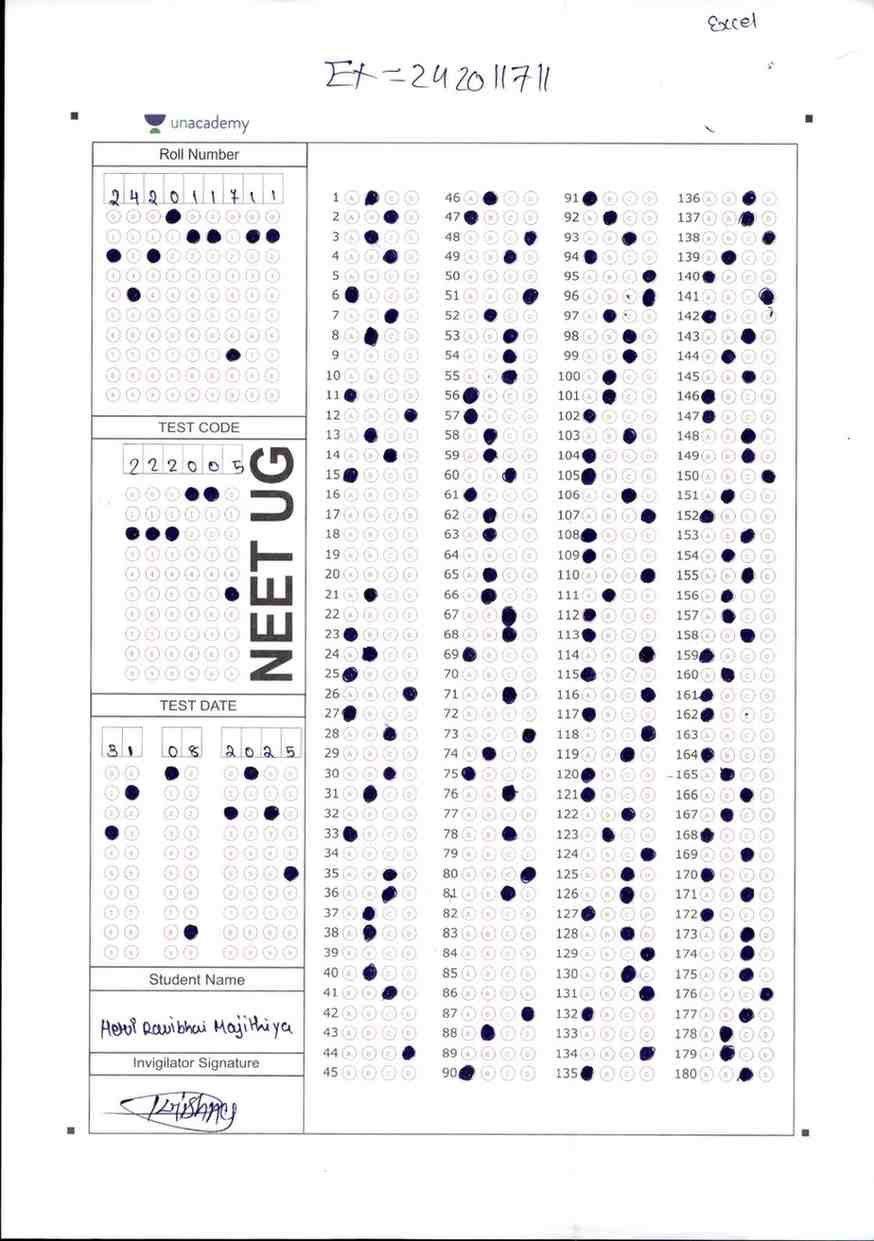 Excel
Ex = 242011711
unacademy
Roll Number
2 4 2 0 1 1 7 1 1
TEST CODE
2 2 2 0 0 5
NEET UG
TEST DATE
3 1 0 8 2 0 2 5
Student Name
Ravibhai Majithiya
Invigilator Signature
1 46 91 136
2 47 92 137
3 48 93 138
4 49 94 139
5 50 95 140
6 51 96 141
7 52 97 142
8 53 98 143
9 54 99 144
10 55 100 145
11 56 101 146
12 57 102 147
13 58 103 148
14 59 104 149
15 60 105 150
16 61 106 151
17 62 107 152
18 63 108 153
19 64 109 154
20 65 110 155
21 66 111 156
22 67 112 157
23 68 113 158
24 69 114 159
25 70 115 160
26 71 116 161
27 72 117 162
28 73 118 163
29 74 119 164
30 75 120 165
31 76 121 166
32 77 122 167
33 78 123 168
34 79 124 169
35 80 125 170
36 81 126 171
37 82 127 172
38 83 128 173
39 84 129 174
40 85 130 175
41 86 131 176
42 87 132 177
43 88 133 178
44 89 134 179
45 90 135 180